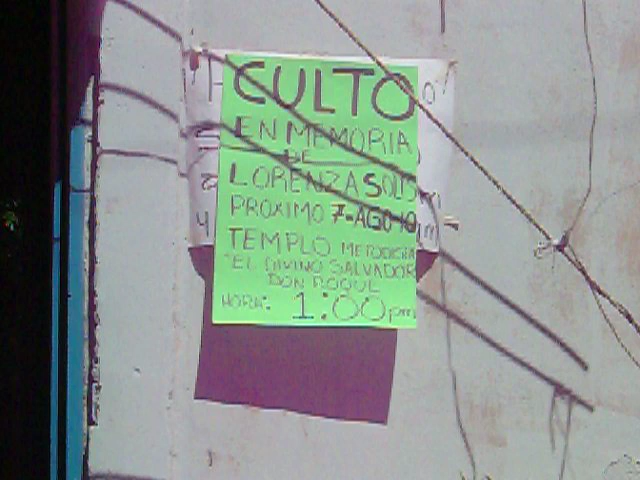 CULTO
EN MEMORIA
DE
LORENZA SOLIS
PROXIMO 7-AGO-10
TEMPLO METODISTA
"EL DIVINO SALVADOR
DON ROQUE
HORA: 1:00 pm